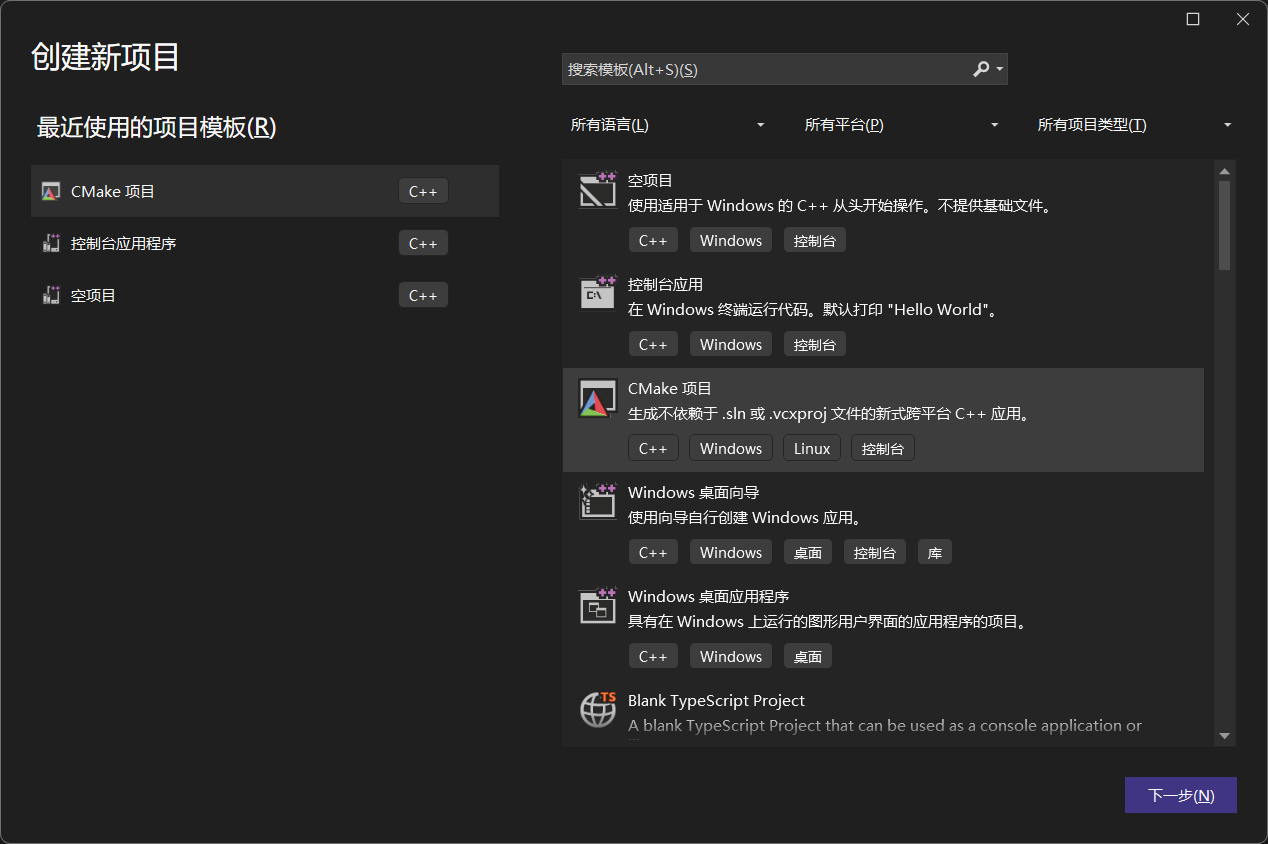 创建新项目
最近使用的项目模板(R)
CMake 项目 C++
控制台应用程序 C++
空项目 C++
搜索模板(Alt+S)(S)
所有语言(L) 所有平台(P) 所有项目类型(T)
空项目
使用适用于 Windows 的 C++ 从头开始操作。不提供基础文件。
C++ Windows 控制台
控制台应用
C:\
在 Windows 终端运行代码。默认打印 "Hello World"。
C++ Windows 控制台
CMake 项目
生成不依赖于 .sln 或 .vcxproj 文件的新式跨平台 C++ 应用。
C++ Windows Linux 控制台
Windows 桌面向导
使用向导自行创建 Windows 应用。
C++ Windows 桌面 控制台 库
Windows 桌面应用程序
具有在 Windows 上运行的图形用户界面的应用程序的项目。
C++ Windows 桌面
TS
Blank TypeScript Project
A blank TypeScript Project that can be used as a console application or
下一步(N)